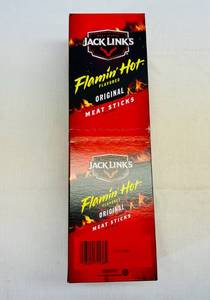 JACK LINK'S
Flamin' Hot
FLAVORED
ORIGINAL
MEAT STICKS
JACK LINK'S
Flamin' Hot
FLAVORED
ORIGINAL
MEAT STICKS